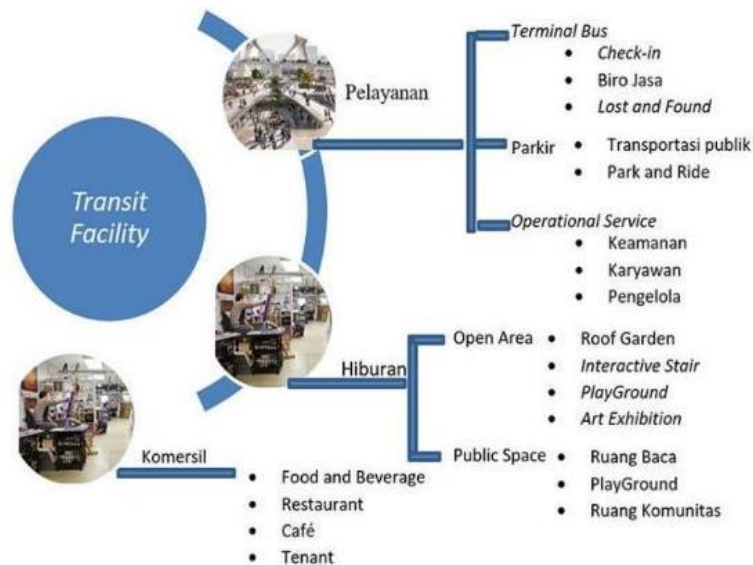 Transit
Facility
Pelayanan
Terminal Bus
• Check-in
• Biro Jasa
• Lost and Found
Parkir
• Transportasi publik
• Park and Ride
Operational Service
• Keamanan
• Karyawan
• Pengelola
Hiburan
Open Area
• Roof Garden
• Interactive Stair
• PlayGround
• Art Exhibition
Public Space
• Ruang Baca
• PlayGround
• Ruang Komunitas
Komersil
• Food and Beverage
• Restaurant
• Café
• Tenant